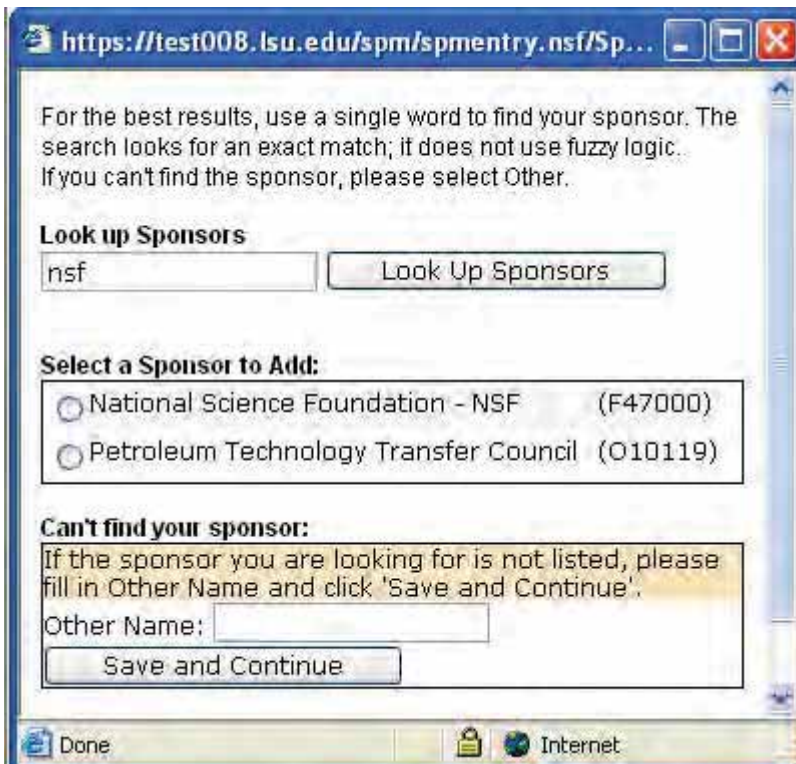 https://test008.lsu.edu/spm/spmentry.nsf/Sp...
For the best results, use a single word to find your sponsor. The
search looks for an exact match; it does not use fuzzy logic.
If you can't find the sponsor, please select Other.
Look up Sponsors
nsf Look Up Sponsors
Select a Sponsor to Add:
National Science Foundation - NSF (F47000)
Petroleum Technology Transfer Council (O10119)
Can't find your sponsor:
If the sponsor you are looking for is not listed, please
fill in Other Name and click 'Save and Continue'.
Other Name:
Save and Continue
Done Internet